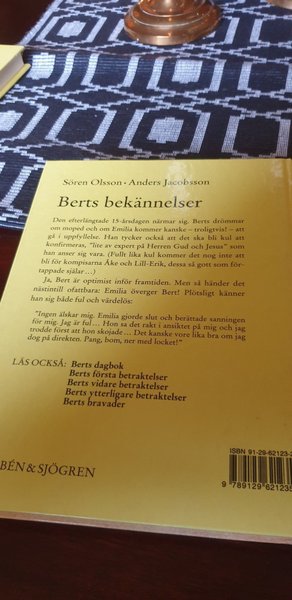 Sören Olsson · Anders Jacobsson
Berts bekännelser
Den efterlängtade 15-årsdagen närmar sig. Berts drömmar
om moped och om Emilia kommer kanske – troligtvis! – att
gå i uppfyllelse. Han tycker också att det ska bli kul att
konfirmeras, "lite av expert på Herren Gud och Jesus" som
han anser sig vara. (Fullt lika kul kommer det nog inte att
bli för kompisarna Åke och Lill-Erik, dessa så gott som för-
tappade själar…)
Ja, Bert är optimist inför framtiden. Men så händer det
nästintill ofattbara: Emilia överger Bert! Plötsligt känner
han sig både ful och värdelös:
"Ingen älskar mig. Emilia gjorde slut och berättade sanningen
för mig. Jag är ful… Hon sa det rakt i ansiktet på mig och jag
trodde först att hon skojade… Det kanske vore lika bra om jag
dog på direkten. Pang, bom, ner med locket!"
LÄS OCKSÅ: Berts dagbok
Berts första betraktelser
Berts vidare betraktelser
Berts ytterligare betraktelser
Berts bravader
BÉN & SJÖGREN
ISBN 91-29-62123-
9 789129 62123